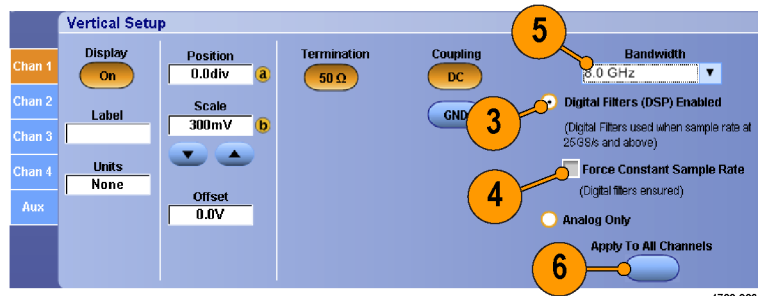 Vertical Setup
Chan 1
Chan 2
Chan 3
Chan 4
Aux
Display
On
Label
Units
None
Position
0.0div
a
Scale
300mV
b
Offset
0.0V
Termination
50 Ω
Coupling
DC
GND
5
Bandwidth
8.0 GHz
3
Digital Filters (DSP) Enabled
(Digital Filters used when sample rate at
25GS/s and above)
4
Force Constant Sample Rate
(Digital filters ensured)
Analog Only
6
Apply To All Channels